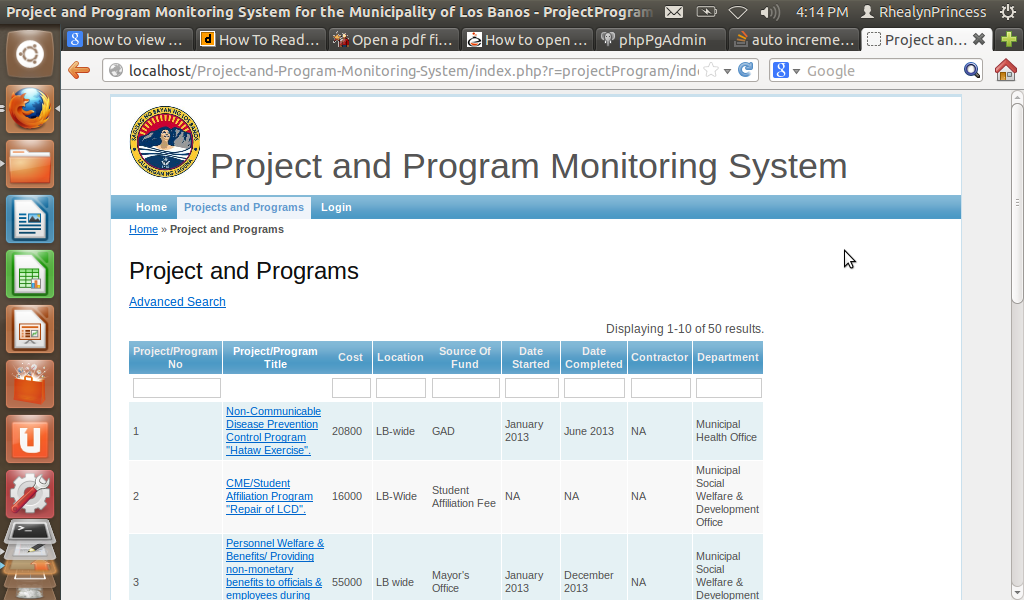 Project and Program Monitoring System for the Municipality of Los Banos - ProjectProgram
4:14 PM
RhealynPrincess
how to view ...
How To Read...
Open a pdf fi...
How to open ...
phpPgAdmin
auto increme...
Project an...
localhost/Project-and-Program-Monitoring-System/index.php?r=projectProgram/inde
Google
Project and Program Monitoring System
Home Projects and Programs Login
Home » Project and Programs
Project and Programs
Advanced Search
Displaying 1-10 of 50 results.
Project/Program No
Project/Program Title
Cost
Location
Source Of Fund
Date Started
Date Completed
Contractor
Department
1
Non-Communicable
Disease Prevention
Control Program
"Hataw Exercise".
20800
LB-wide
GAD
January
2013
June 2013
NA
Municipal
Health Office
2
CME/Student
Affiliation Program
"Repair of LCD".
16000
LB-Wide
Student
Affiliation Fee
NA
NA
NA
Municipal
Social
Welfare &
Development
Office
3
Personnel Welfare &
Benefits/ Providing
non-monetary
benefits to officials &
employees during
55000
LB wide
Mayor's
Office
January
2013
December
2013
NA
Municipal
Social
Welfare &
Development